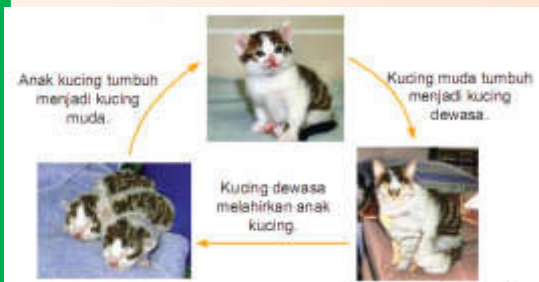 Anak kucing tumbuh
menjadi kucing
muda.
Kucing muda tumbuh
menjadi kucing
dewasa.
Kucing dewasa
melahirkan anak
kucing.